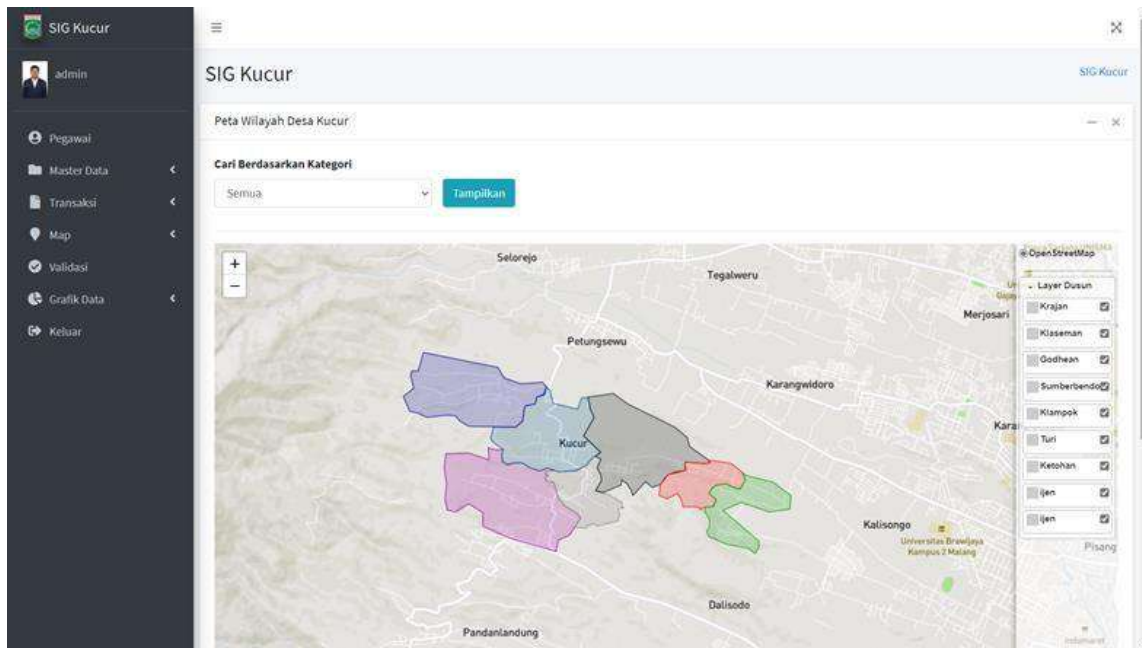 SIG Kucur
admin
Pegawai
Master Data
Transaksi
Map
Validasi
Grafik Data
Keluar
SIG Kucur
SIG Kucur
Peta Wilayah Desa Kucur
Cari Berdasarkan Kategori
Semua
Tampilkan
+
−
Selorejo
Tegalweru
Merjosari
Petungsewu
Karangwidoro
Kucur
Kalisongo
Universitas Brawijaya
Kampus 2 Malang
Dalisodo
Pandanlandung
Pisang
OpenStreetMap
Layer Dusun
Krajan
Klaseman
Godhean
Sumberbendo
Klampok
Turi
Ketohan
ijen
ijen
Indomaret